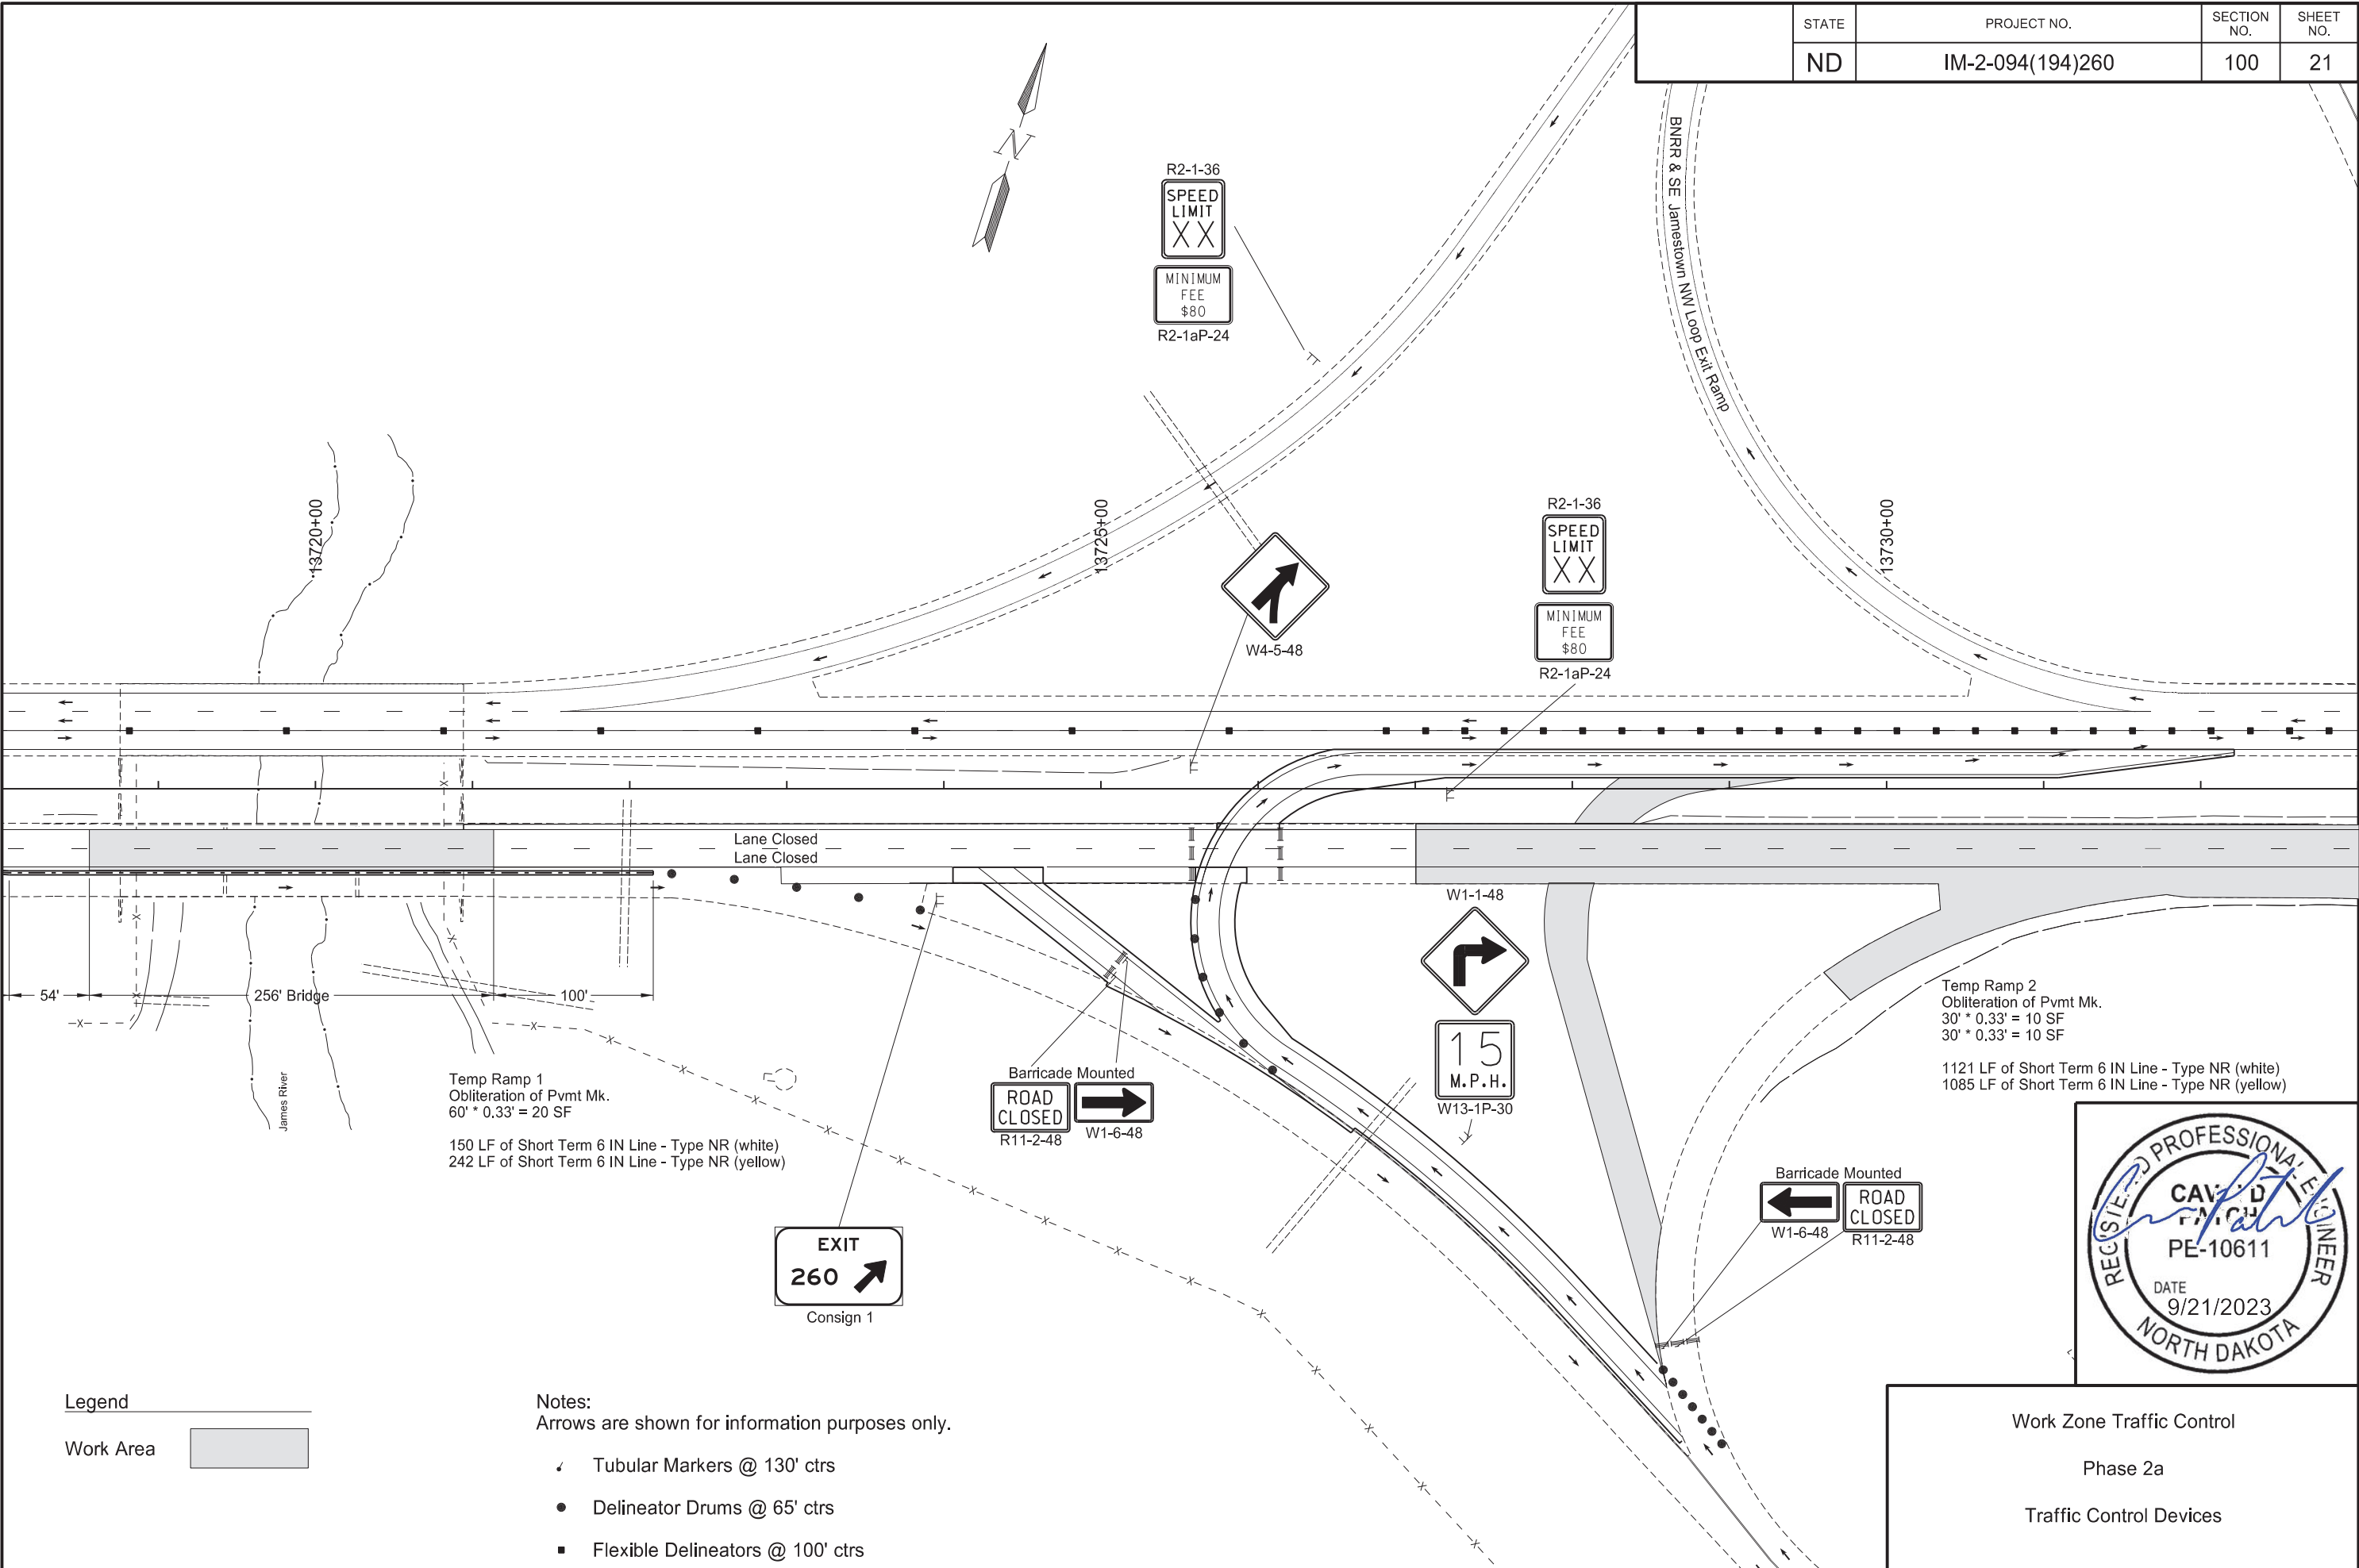 STATE
PROJECT NO.
SECTION
NO.
SHEET
NO.
ND
IM-2-094(194)260
100
21
N
R2-1-36
SPEED
LIMIT
XX
MINIMUM
FEE
$80
R2-1aP-24
BNRR & SE Jamestown NW Loop Exit Ramp
13720+00
13725+00
13730+00
W4-5-48
R2-1-36
SPEED
LIMIT
XX
MINIMUM
FEE
$80
R2-1aP-24
Lane Closed
Lane Closed
54'
256' Bridge
100'
James River
Temp Ramp 1
Obliteration of Pvmt Mk.
60' * 0.33' = 20 SF
150 LF of Short Term 6 IN Line - Type NR (white)
242 LF of Short Term 6 IN Line - Type NR (yellow)
Barricade Mounted
ROAD
CLOSED
R11-2-48
W1-6-48
W1-1-48
15
M.P.H.
W13-1P-30
Temp Ramp 2
Obliteration of Pvmt Mk.
30' * 0.33' = 10 SF
30' * 0.33' = 10 SF
1121 LF of Short Term 6 IN Line - Type NR (white)
1085 LF of Short Term 6 IN Line - Type NR (yellow)
Barricade Mounted
W1-6-48
ROAD
CLOSED
R11-2-48
EXIT
260
Consign 1
PROFESSIONAL
PE-10611
DATE
9/21/2023
NORTH DAKOTA
Legend
Work Area
Notes:
Arrows are shown for information purposes only.
Tubular Markers @ 130' ctrs
Delineator Drums @ 65' ctrs
Flexible Delineators @ 100' ctrs
Work Zone Traffic Control
Phase 2a
Traffic Control Devices